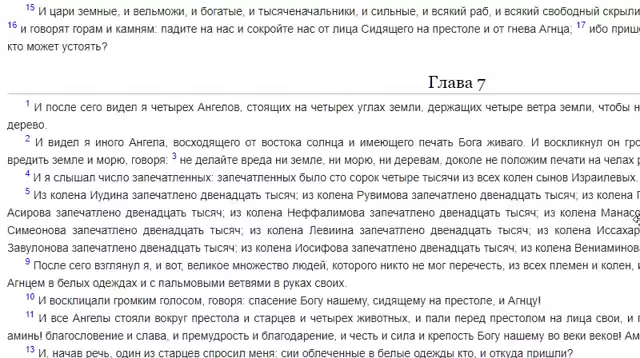 15 И цари земные, и вельможи, и богатые, и тысяченачальники, и сильные, и всякий раб, и всякий свободный скрыли
16 и говорят горам и камням: падите на нас и сокройте нас от лица Сидящего на престоле и от гнева Агнца; 17 ибо прише
кто может устоять?
Глава 7
1 И после сего видел я четырех Ангелов, стоящих на четырех углах земли, держащих четыре ветра земли, чтобы н
дерево.
2 И видел я иного Ангела, восходящего от востока солнца и имеющего печать Бога живаго. И воскликнул он гро
вредить земле и морю, говоря: 3 не делайте вреда ни земле, ни морю, ни деревам, доколе не положим печати на челах р
4 И я слышал число запечатленных: запечатленных было сто сорок четыре тысячи из всех колен сынов Израилевых.
5 Из колена Иудина запечатлено двенадцать тысяч; из колена Рувимова запечатлено двенадцать тысяч; из колена Г
Асирова запечатлено двенадцать тысяч; из колена Неффалимова запечатлено двенадцать тысяч; из колена Манасс
Симеонова запечатлено двенадцать тысяч; из колена Левиина запечатлено двенадцать тысяч; из колена Иссахар
Завулонова запечатлено двенадцать тысяч; из колена Иосифова запечатлено двенадцать тысяч; из колена Вениаминова
9 После сего взглянул я, и вот, великое множество людей, которого никто не мог перечесть, из всех племен и колен, и
Агнцем в белых одеждах и с пальмовыми ветвями в руках своих.
10 И восклицали громким голосом, говоря: спасение Богу нашему, сидящему на престоле, и Агнцу!
11 И все Ангелы стояли вокруг престола и старцев и четырех животных, и пали перед престолом на лица свои, и п
аминь! благословение и слава, и премудрость и благодарение, и честь и сила и крепость Богу нашему во веки веков! Ам
13 И, начав речь, один из старцев спросил меня: сии облеченные в белые одежды кто, и откуда пришли?